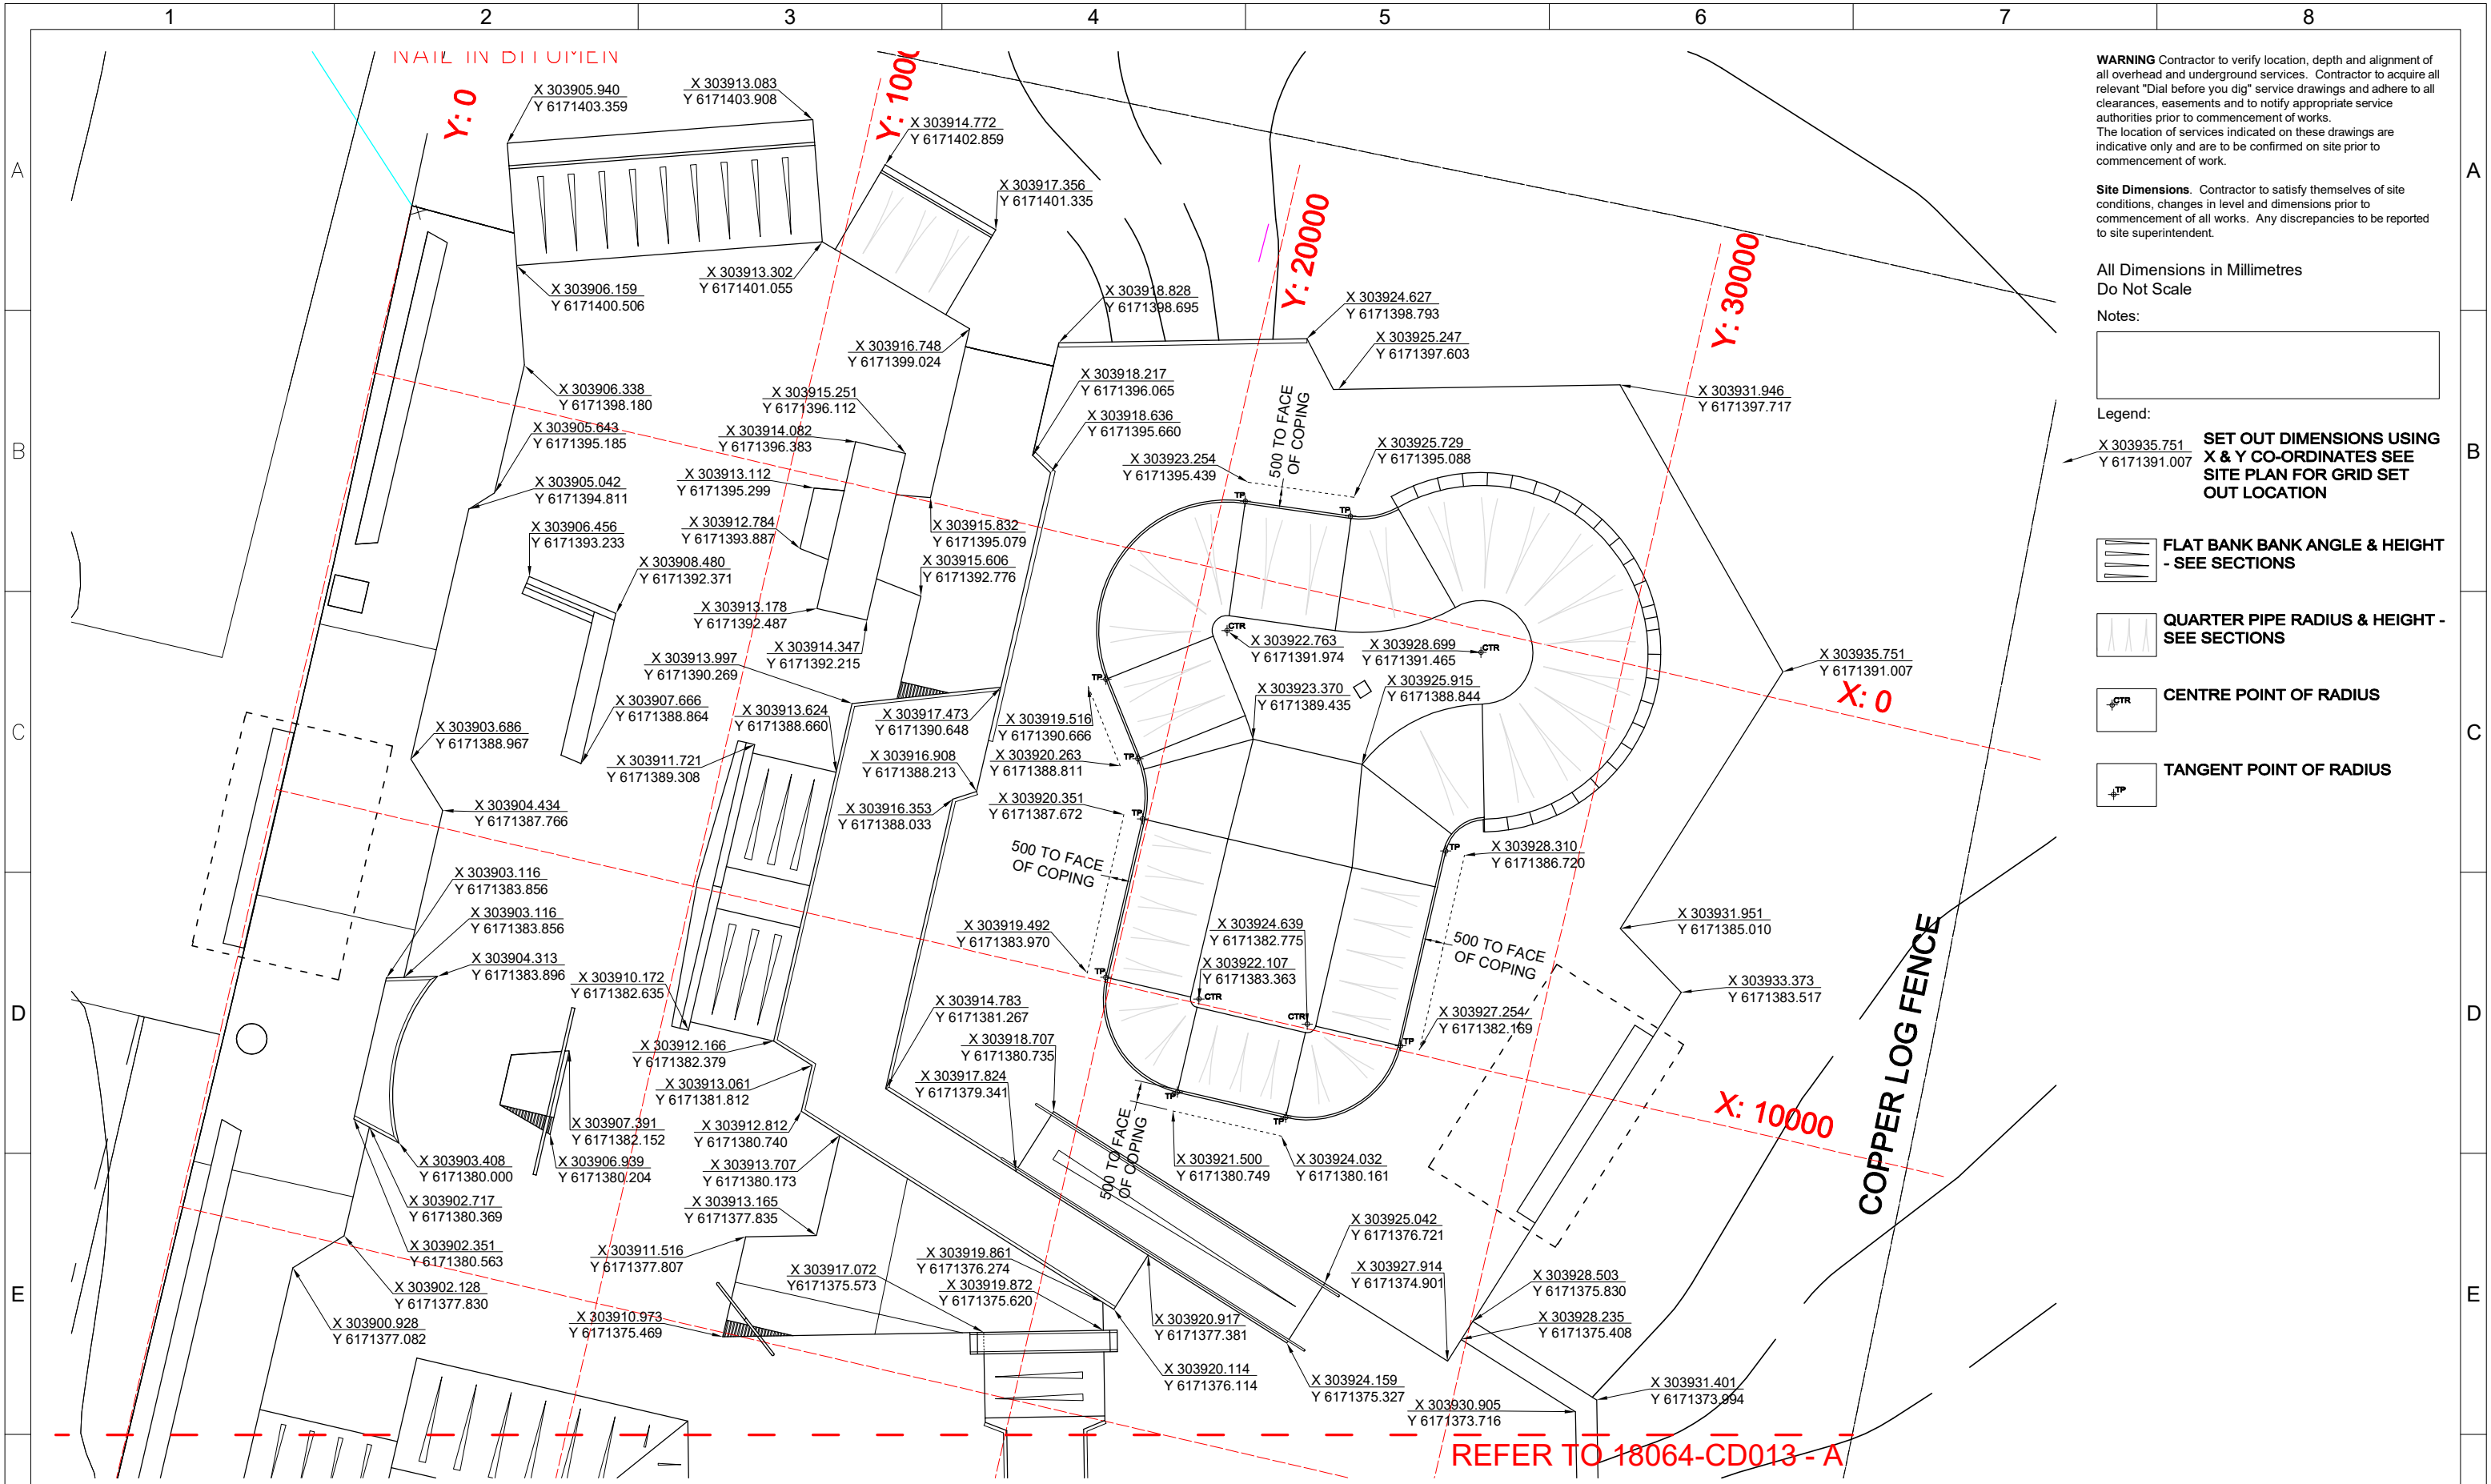 1 2 3 4 5 6 7 8
A
B
C
D
E
A
B
C
D
E
NAIL IN BITUMEN
Y: 0
Y: 20000
Y: 30000
X: 0
X: 10000
COPPER LOG FENCE
REFER TO 18064-CD013 - A
X 303905.940
Y 6171403.359
X 303913.083
Y 6171403.908
X 303914.772
Y 6171402.859
X 303917.356
Y 6171401.335
X 303913.302
Y 6171401.055
X 303906.159
Y 6171400.506
X 303918.828
Y 6171398.695
X 303924.627
Y 6171398.793
X 303925.247
Y 6171397.603
X 303916.748
Y 6171399.024
X 303906.338
Y 6171398.180
X 303915.251
Y 6171396.112
X 303918.217
Y 6171396.065
X 303931.946
Y 6171397.717
X 303905.643
Y 6171395.185
X 303914.082
Y 6171396.383
X 303918.636
Y 6171395.660
500 TO FACE
OF COPING
X 303925.729
Y 6171395.088
X 303923.254
Y 6171395.439
X 303905.042
Y 6171394.811
X 303913.112
Y 6171395.299
X 303906.456
Y 6171393.233
X 303912.784
Y 6171393.887
X 303915.832
Y 6171395.079
TP
TP
X 303908.480
Y 6171392.371
X 303915.606
Y 6171392.776
X 303913.178
Y 6171392.487
X 303914.347
Y 6171392.215
CTR
X 303922.763
Y 6171391.974
X 303928.699
Y 6171391.465
CTR
X 303935.751
Y 6171391.007
X 303913.997
Y 6171390.269
TP
X 303923.370
Y 6171389.435
X 303925.915
Y 6171388.844
X 303907.666
Y 6171388.864
X 303913.624
Y 6171388.660
X 303917.473
Y 6171390.648
X 303919.516
Y 6171390.666
X 303903.686
Y 6171388.967
X 303911.721
Y 6171389.308
X 303916.908
Y 6171388.213
X 303920.263
Y 6171388.811
TP
X 303904.434
Y 6171387.766
X 303916.353
Y 6171388.033
X 303920.351
Y 6171387.672
TP
500 TO FACE
OF COPING
TP
X 303928.310
Y 6171386.720
X 303903.116
Y 6171383.856
X 303903.116
Y 6171383.856
X 303919.492
Y 6171383.970
X 303924.639
Y 6171382.775
X 303931.951
Y 6171385.010
500 TO FACE
OF COPING
X 303904.313
Y 6171383.896
X 303910.172
Y 6171382.635
TP
X 303922.107
Y 6171383.363
CTR
CTR
X 303933.373
Y 6171383.517
X 303914.783
Y 6171381.267
X 303927.254
Y 6171382.169
TP
X 303912.166
Y 6171382.379
X 303918.707
Y 6171380.735
X 303913.061
Y 6171381.812
X 303917.824
Y 6171379.341
TP
TP
500 TO FACE
OF COPING
X 303907.391
Y 6171382.152
X 303912.812
Y 6171380.740
X 303903.408
Y 6171380.000
X 303906.939
Y 6171380.204
X 303913.707
Y 6171380.173
X 303921.500
Y 6171380.749
X 303924.032
Y 6171380.161
X 303902.717
Y 6171380.369
X 303913.165
Y 6171377.835
X 303902.351
Y 6171380.563
X 303911.516
Y 6171377.807
X 303919.861
Y 6171376.274
X 303925.042
Y 6171376.721
X 303902.128
Y 6171377.830
X 303917.072
Y 6171375.573
X 303919.872
Y 6171375.620
X 303927.914
Y 6171374.901
X 303928.503
Y 6171375.830
X 303900.928
Y 6171377.082
X 303910.973
Y 6171375.469
X 303920.917
Y 6171377.381
X 303928.235
Y 6171375.408
X 303920.114
Y 6171376.114
X 303924.159
Y 6171375.327
X 303931.401
Y 6171373.994
X 303930.905
Y 6171373.716
WARNING Contractor to verify location, depth and alignment of
all overhead and underground services. Contractor to acquire all
relevant "Dial before you dig" service drawings and adhere to all
clearances, easements and to notify appropriate service
authorities prior to commencement of works.
The location of services indicated on these drawings are
indicative only and are to be confirmed on site prior to
commencement of work.
Site Dimensions. Contractor to satisfy themselves of site
conditions, changes in level and dimensions prior to
commencement of all works. Any discrepancies to be reported
to site superintendent.
All Dimensions in Millimetres
Do Not Scale
Notes:
Legend:
X 303935.751
Y 6171391.007
SET OUT DIMENSIONS USING
X & Y CO-ORDINATES SEE
SITE PLAN FOR GRID SET
OUT LOCATION
FLAT BANK BANK ANGLE & HEIGHT
- SEE SECTIONS
QUARTER PIPE RADIUS & HEIGHT -
SEE SECTIONS
CTR
CENTRE POINT OF RADIUS
TP
TANGENT POINT OF RADIUS